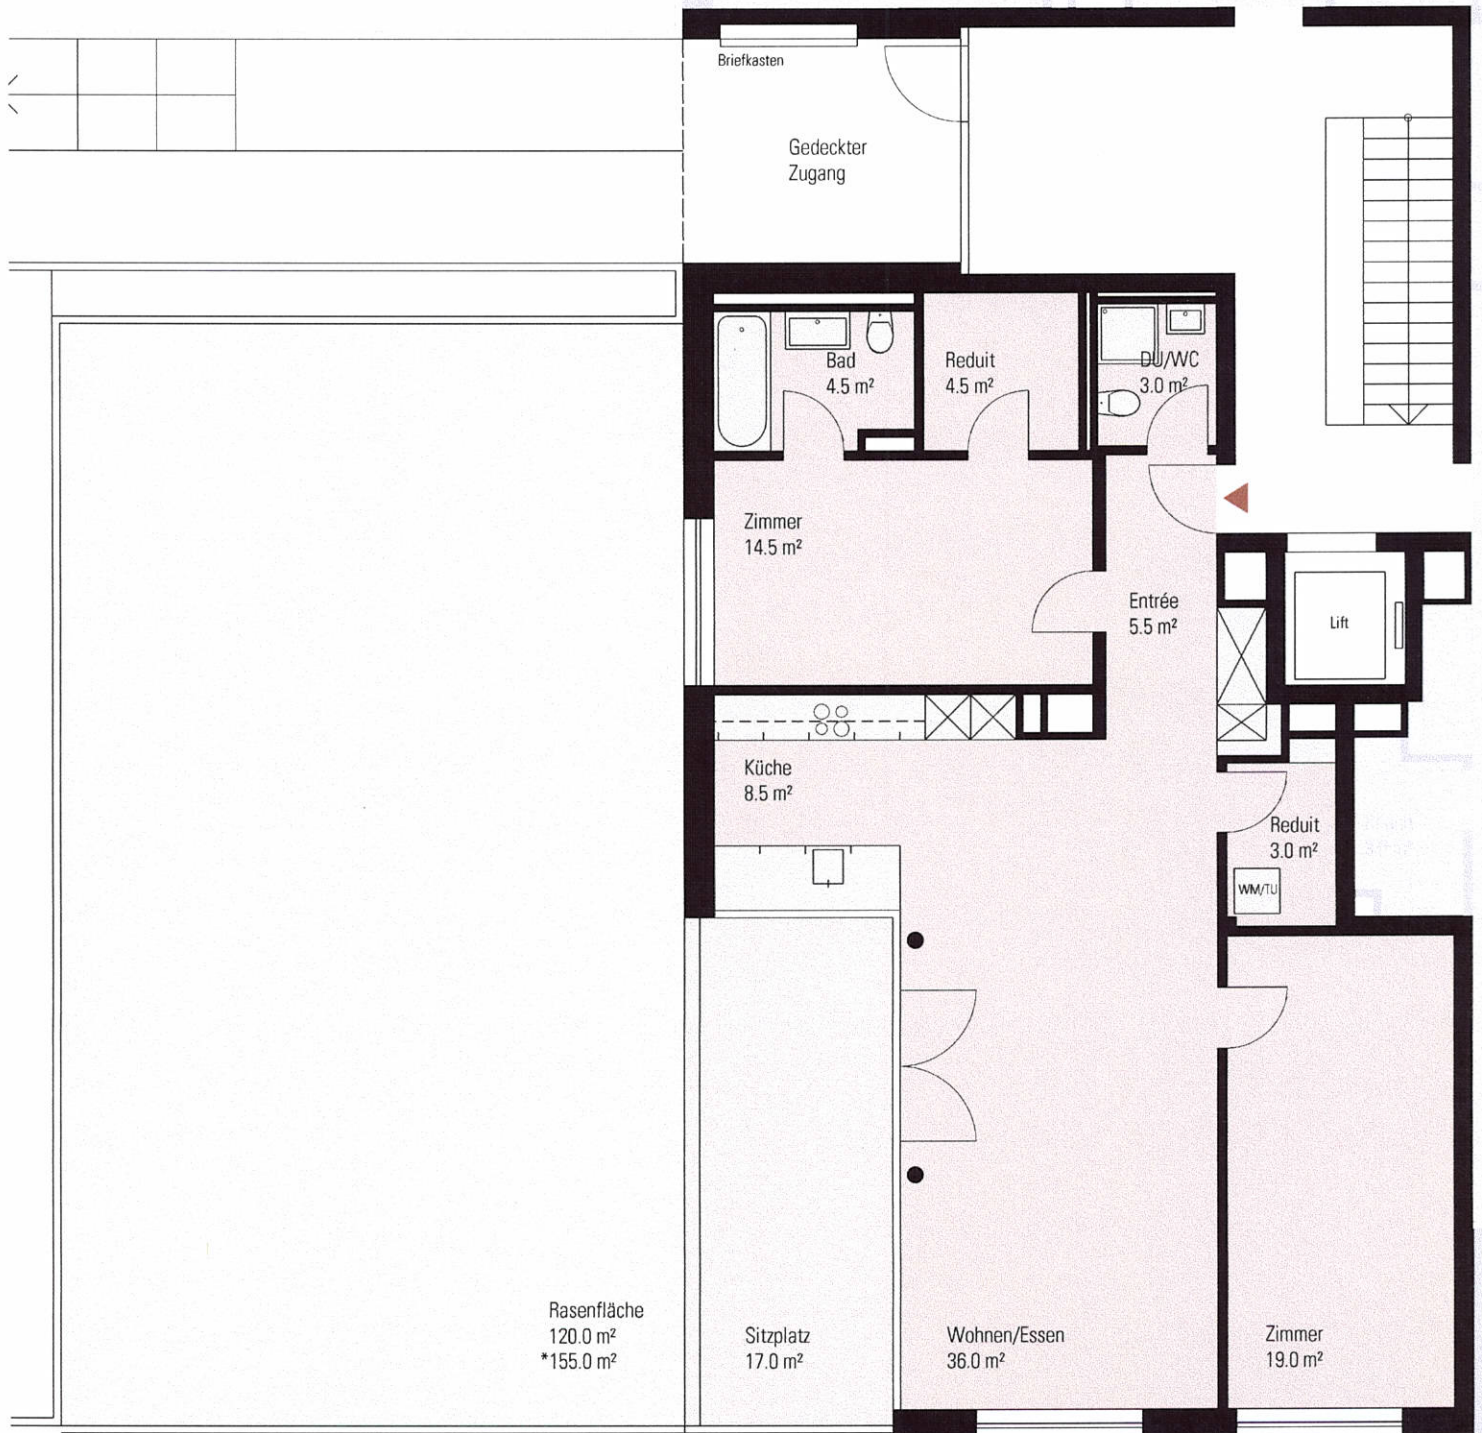 Briefkasten
Gedeckter
Zugang
Bad
4.5 m²
Reduit
4.5 m²
DU/WC
3.0 m²
Zimmer
14.5 m²
Entrée
5.5 m²
Lift
Küche
8.5 m²
Reduit
3.0 m²
WM/TU
Rasenfläche
120.0 m²
*155.0 m²
Sitzplatz
17.0 m²
Wohnen/Essen
36.0 m²
Zimmer
19.0 m²